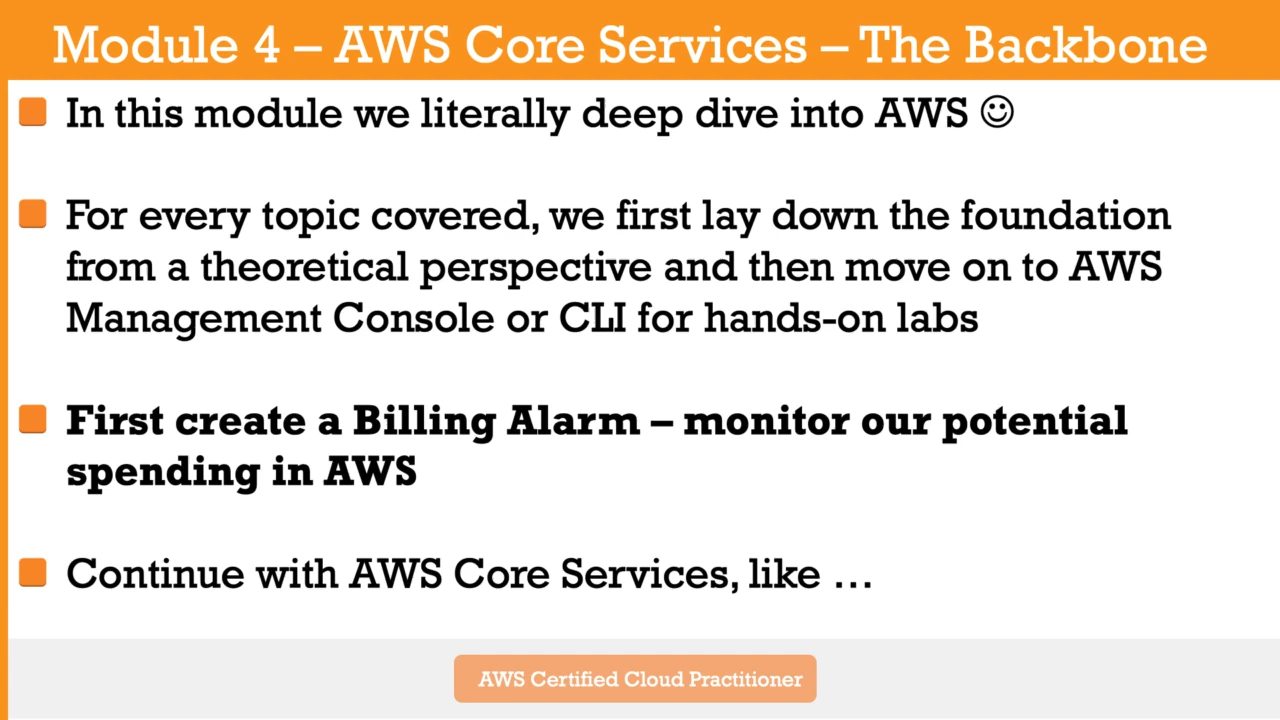 Module 4 – AWS Core Services – The Backbone
In this module we literally deep dive into AWS ☺
For every topic covered, we first lay down the foundation
from a theoretical perspective and then move on to AWS
Management Console or CLI for hands-on labs
First create a Billing Alarm – monitor our potential
spending in AWS
Continue with AWS Core Services, like …
AWS Certified Cloud Practitioner